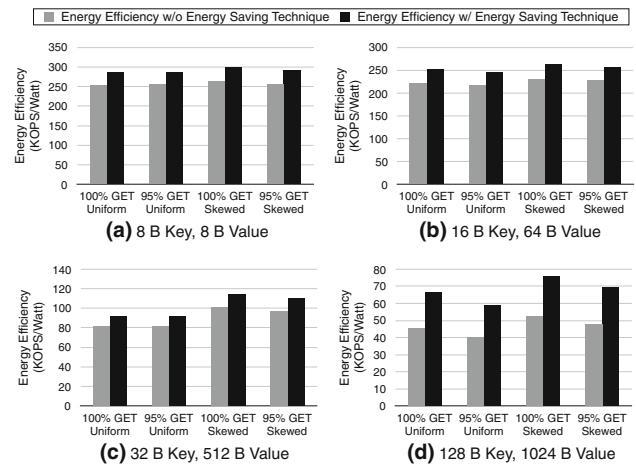 Energy Efficiency w/o Energy Saving Technique
Energy Efficiency w/ Energy Saving Technique
Energy Efficiency
(KOPS/Watt)
350
300
250
200
150
100
50
0
100% GET
Uniform
95% GET
Uniform
100% GET
Skewed
95% GET
Skewed
(a) 8 B Key, 8 B Value
Energy Efficiency
(KOPS/Watt)
300
250
200
150
100
50
0
100% GET
Uniform
95% GET
Uniform
100% GET
Skewed
95% GET
Skewed
(b) 16 B Key, 64 B Value
Energy Efficiency
(KOPS/Watt)
140
120
100
80
60
40
20
0
100% GET
Uniform
95% GET
Uniform
100% GET
Skewed
95% GET
Skewed
(c) 32 B Key, 512 B Value
Energy Efficiency
(KOPS/Watt)
80
70
60
50
40
30
20
10
0
100% GET
Uniform
95% GET
Uniform
100% GET
Skewed
95% GET
Skewed
(d) 128 B Key, 1024 B Value